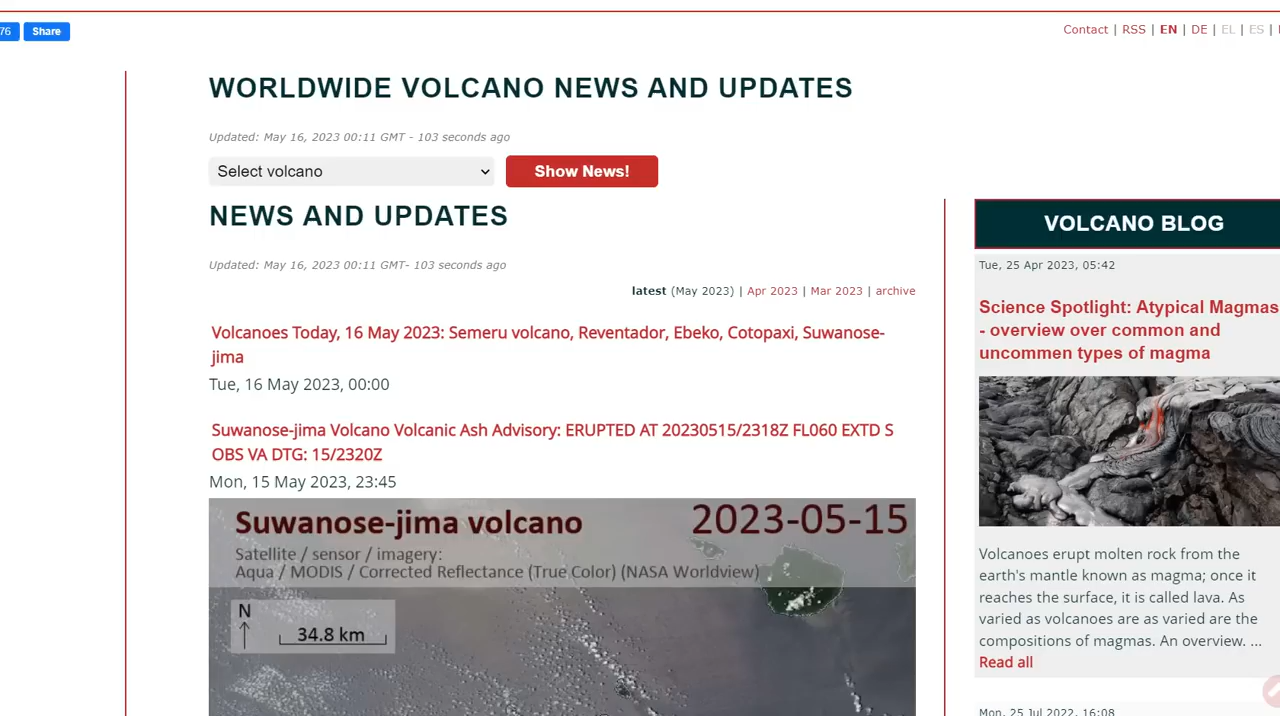 76 Share
Contact | RSS | EN | DE | EL | ES |
WORLDWIDE VOLCANO NEWS AND UPDATES
Updated: May 16, 2023 00:11 GMT - 103 seconds ago
Select volcano
Show News!
NEWS AND UPDATES
Updated: May 16, 2023 00:11 GMT- 103 seconds ago
latest (May 2023) | Apr 2023 | Mar 2023 | archive
Volcanoes Today, 16 May 2023: Semeru volcano, Reventador, Ebeko, Cotopaxi, Suwanose-
jima
Tue, 16 May 2023, 00:00
Suwanose-jima Volcano Volcanic Ash Advisory: ERUPTED AT 20230515/2318Z FL060 EXTD S
OBS VA DTG: 15/2320Z
Mon, 15 May 2023, 23:45
Suwanose-jima volcano
2023-05-15
Satellite / sensor / imagery:
Aqua / MODIS / Corrected Reflectance (True Color) (NASA Worldview)
N
34.8 km
VOLCANO BLOG
Tue, 25 Apr 2023, 05:42
Science Spotlight: Atypical Magmas
- overview over common and
uncommen types of magma
Volcanoes erupt molten rock from the
earth's mantle known as magma; once it
reaches the surface, it is called lava. As
varied as volcanoes are as varied are the
compositions of magmas. An overview. ...
Read all
Mon, 25 Jul 2022, 16:08